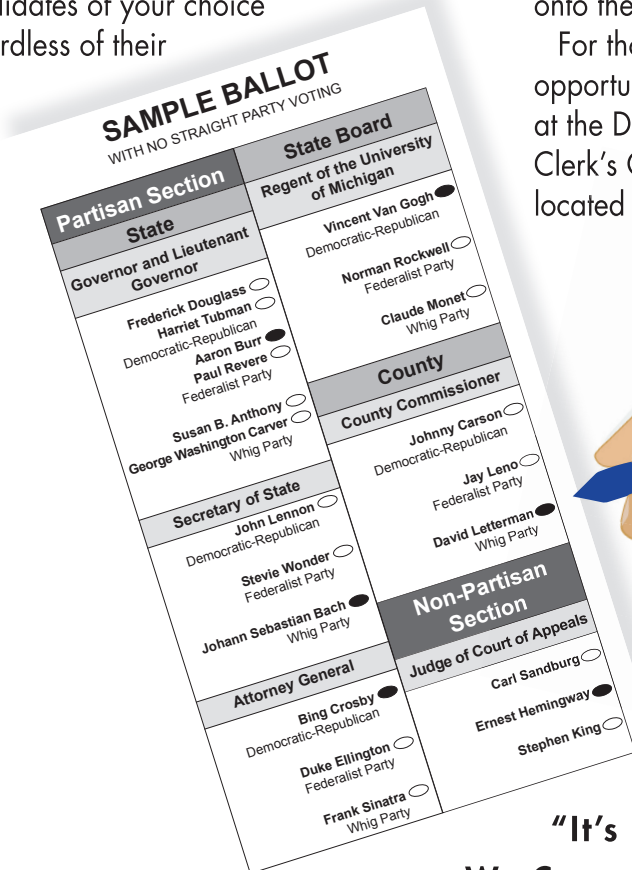 didates of your choice
rdless of their
SAMPLE BALLOT
WITH NO STRAIGHT PARTY VOTING
Partisan Section
State
Governor and Lieutenant
Governor
Frederick Douglass
Harriet Tubman
Democratic-Republican
Aaron Burr
Paul Revere
Federalist Party
Susan B. Anthony
George Washington Carver
Whig Party
Secretary of State
John Lennon
Democratic-Republican
Stevie Wonder
Federalist Party
Johann Sebastian Bach
Whig Party
Attorney General
Bing Crosby
Democratic-Republican
Duke Ellington
Federalist Party
Frank Sinatra
Whig Party
State Board
Regent of the University
of Michigan
Vincent Van Gogh
Democratic-Republican
Norman Rockwell
Federalist Party
Claude Monet
Whig Party
County
County Commissioner
Johnny Carson
Democratic-Republican
Jay Leno
Federalist Party
David Letterman
Whig Party
Non-Partisan
Section
Judge of Court of Appeals
Carl Sandburg
Ernest Hemingway
Stephen King
onto the
For tho
opportu
at the D
Clerk's
located
"It's